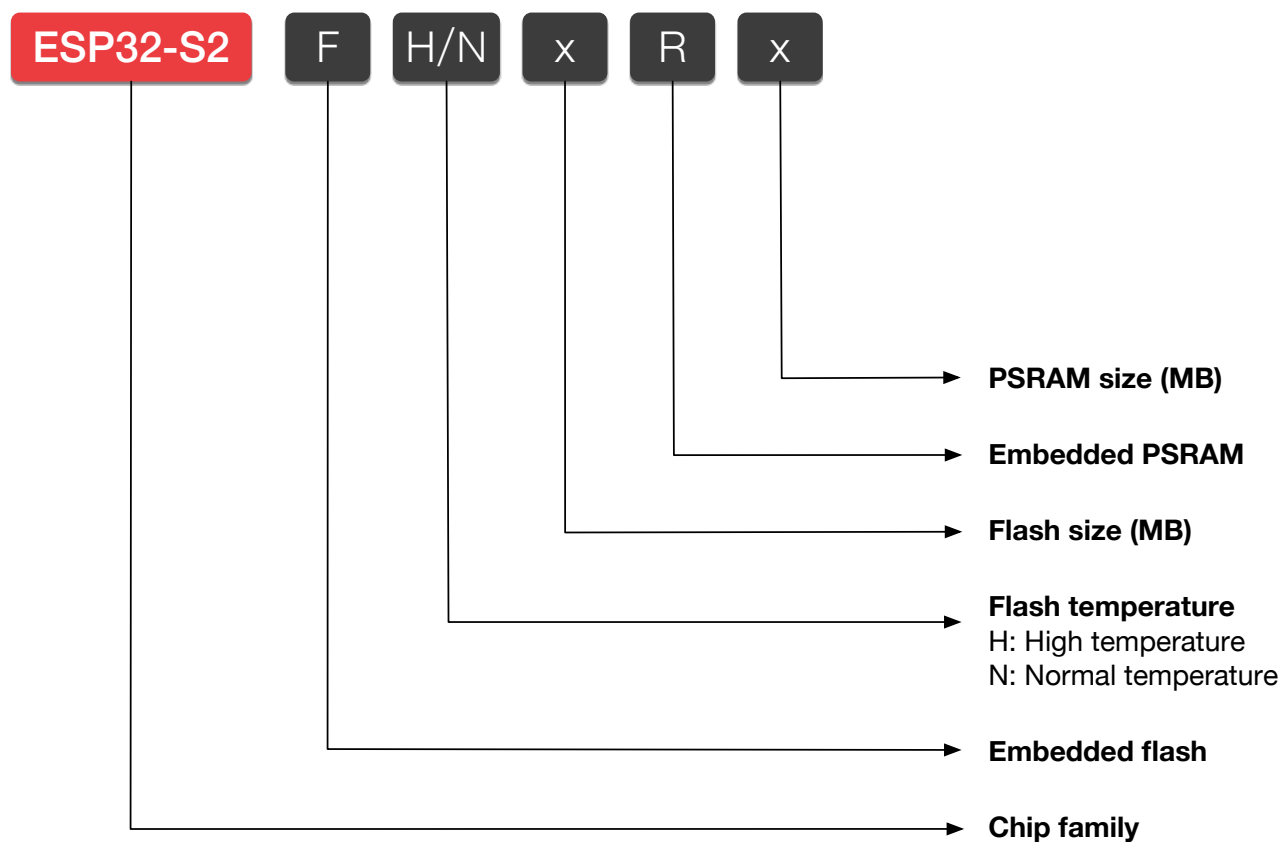 ESP32-S2 F H/N x R x
PSRAM size (MB)
Embedded PSRAM
Flash size (MB)
Flash temperature
H: High temperature
N: Normal temperature
Embedded flash
Chip family